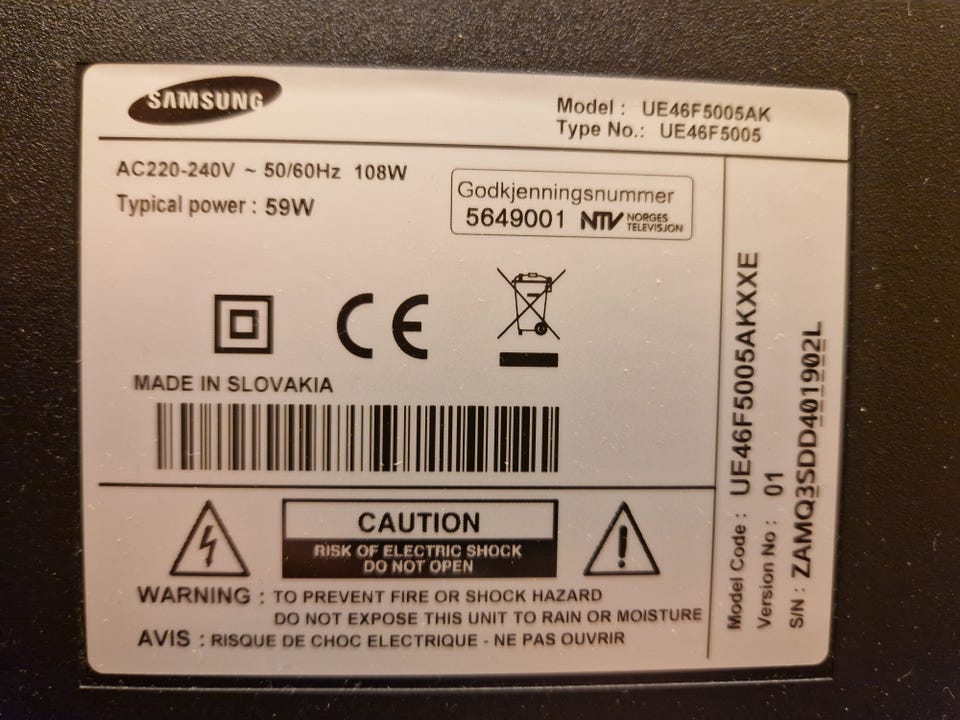 SAMSUNG
Model : UE46F5005AK
Type No.: UE46F5005
AC220-240V ~ 50/60Hz 108W
Typical power : 59W
Godkjenningsnummer
5649001 NTV NORGES TELEVISJON
CE
MADE IN SLOVAKIA
CAUTION
RISK OF ELECTRIC SHOCK
DO NOT OPEN
WARNING : TO PREVENT FIRE OR SHOCK HAZARD
DO NOT EXPOSE THIS UNIT TO RAIN OR MOISTURE
AVIS : RISQUE DE CHOC ELECTRIQUE - NE PAS OUVRIR
Model Code : UE46F5005AKXXE
Version No : 01
S/N : ZAMQ3SDD401902L